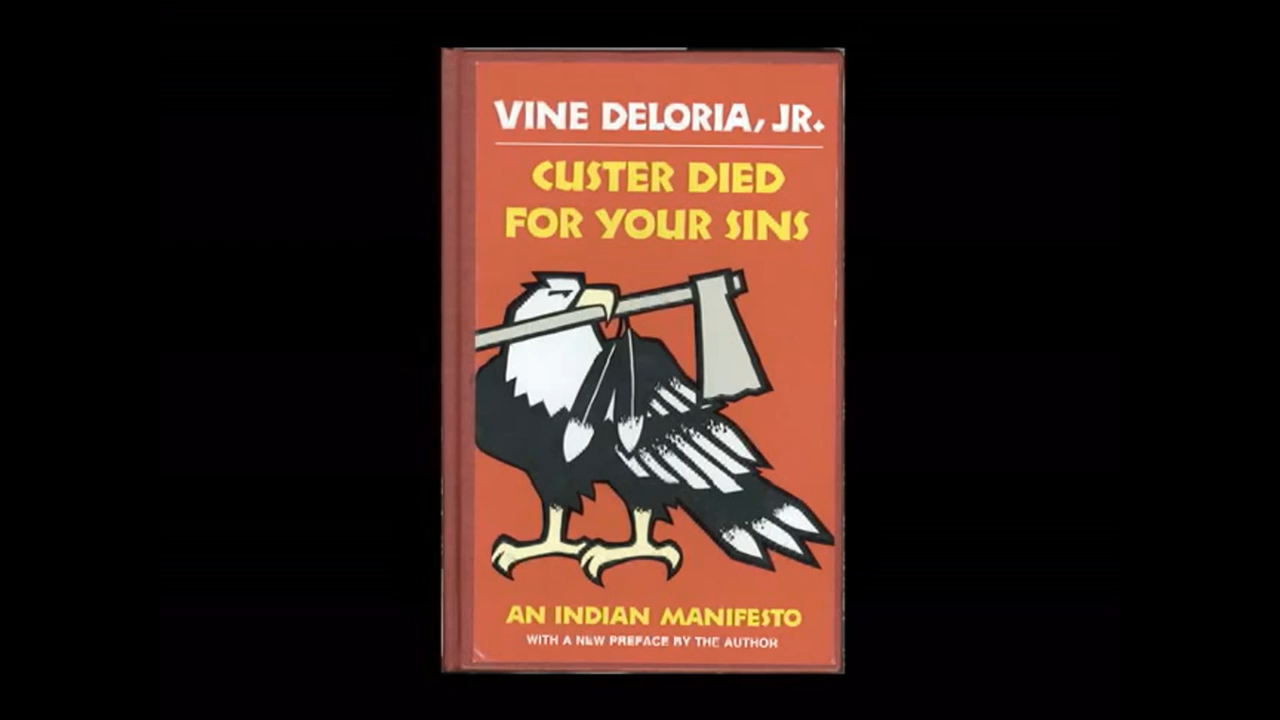 VINE DELORIA, JR.
CUSTER DIED
FOR YOUR SINS
AN INDIAN MANIFESTO
WITH A NEW PREFACE BY THE AUTHOR